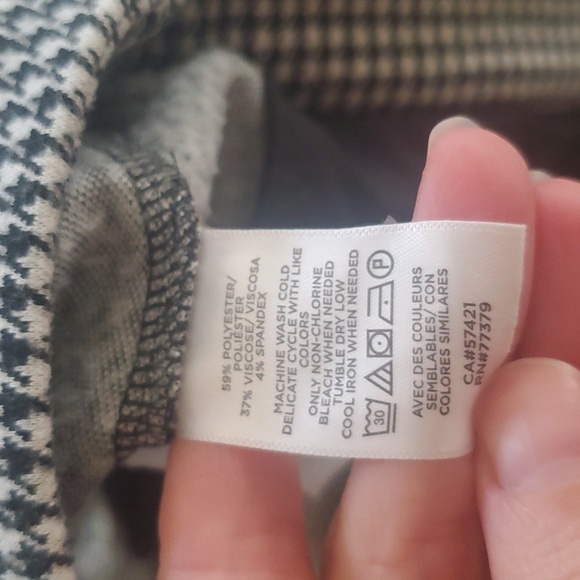 59% POLYESTER/
POLIESTER
37% VISCOSE/VISCOSA
4% SPANDEX
MACHINE WASH COLD
DELICATE CYCLE WITH LIKE
COLORS
ONLY NON-CHLORINE
BLEACH WHEN NEEDED
TUMBLE DRY LOW
COOL IRON WHEN NEEDED
30 P
AVEC DES COULEURS
SEMBLABLES/ CON
COLORES SIMILARES
CA#57421
RN#77379